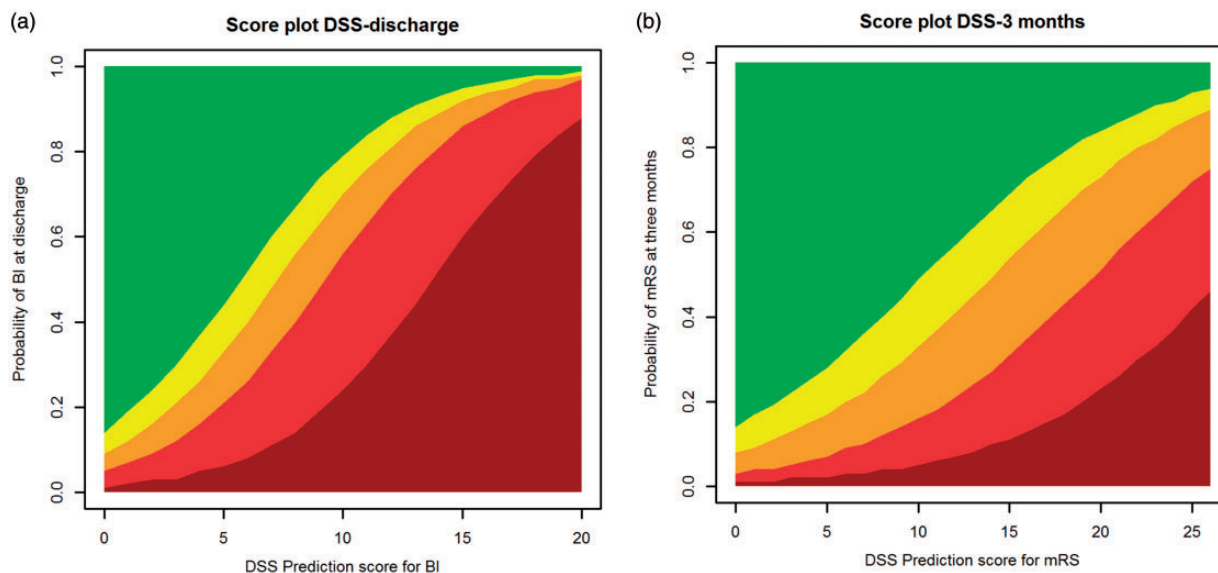 (a)
Score plot DSS-discharge
Probability of BI at discharge
1.0
0.8
0.6
0.4
0.2
0.0
0 5 10 15 20
DSS Prediction score for BI
(b)
Score plot DSS-3 months
Probability of mRS at three months
1.0
0.8
0.6
0.4
0.2
0.0
0 5 10 15 20 25
DSS Prediction score for mRS